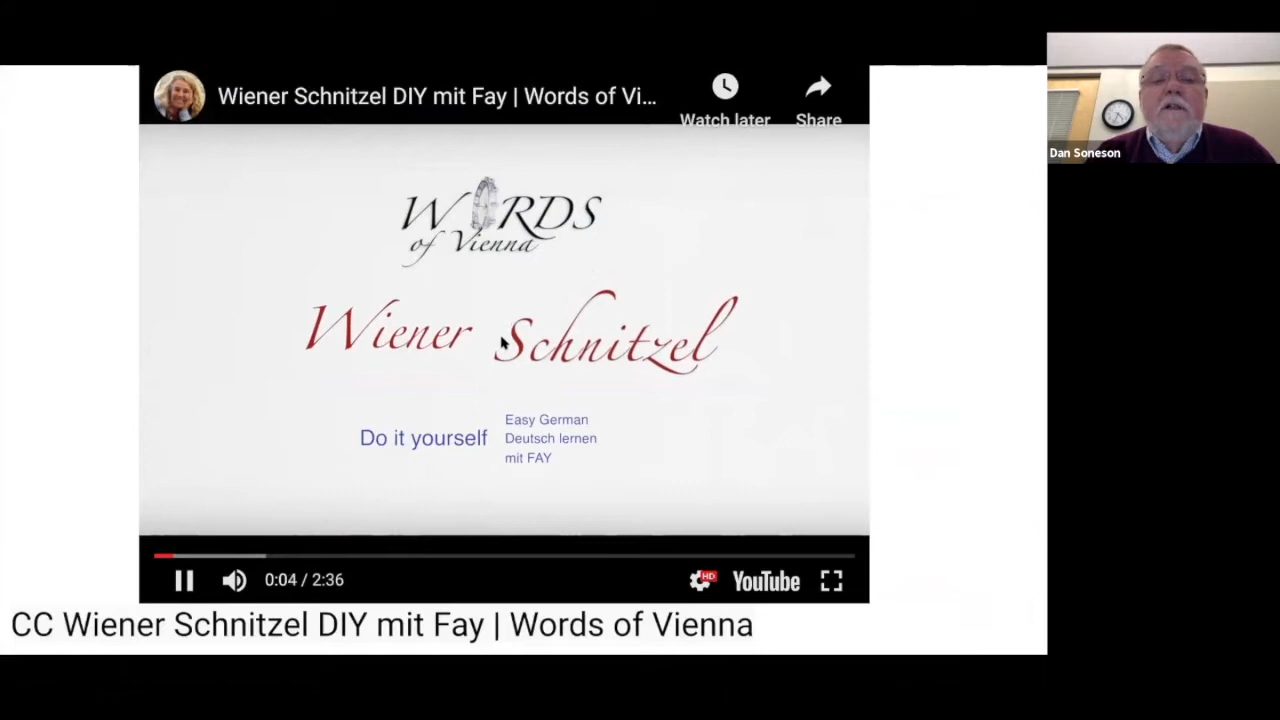 Wiener Schnitzel DIY mit Fay | Words of Vi...
Watch later
Share
Dan Soneson
WORDS
of Vienna
Wiener Schnitzel
Do it yourself
Easy German
Deutsch lernen
mit FAY
0:04 / 2:36
HD
YouTube
CC Wiener Schnitzel DIY mit Fay | Words of Vienna